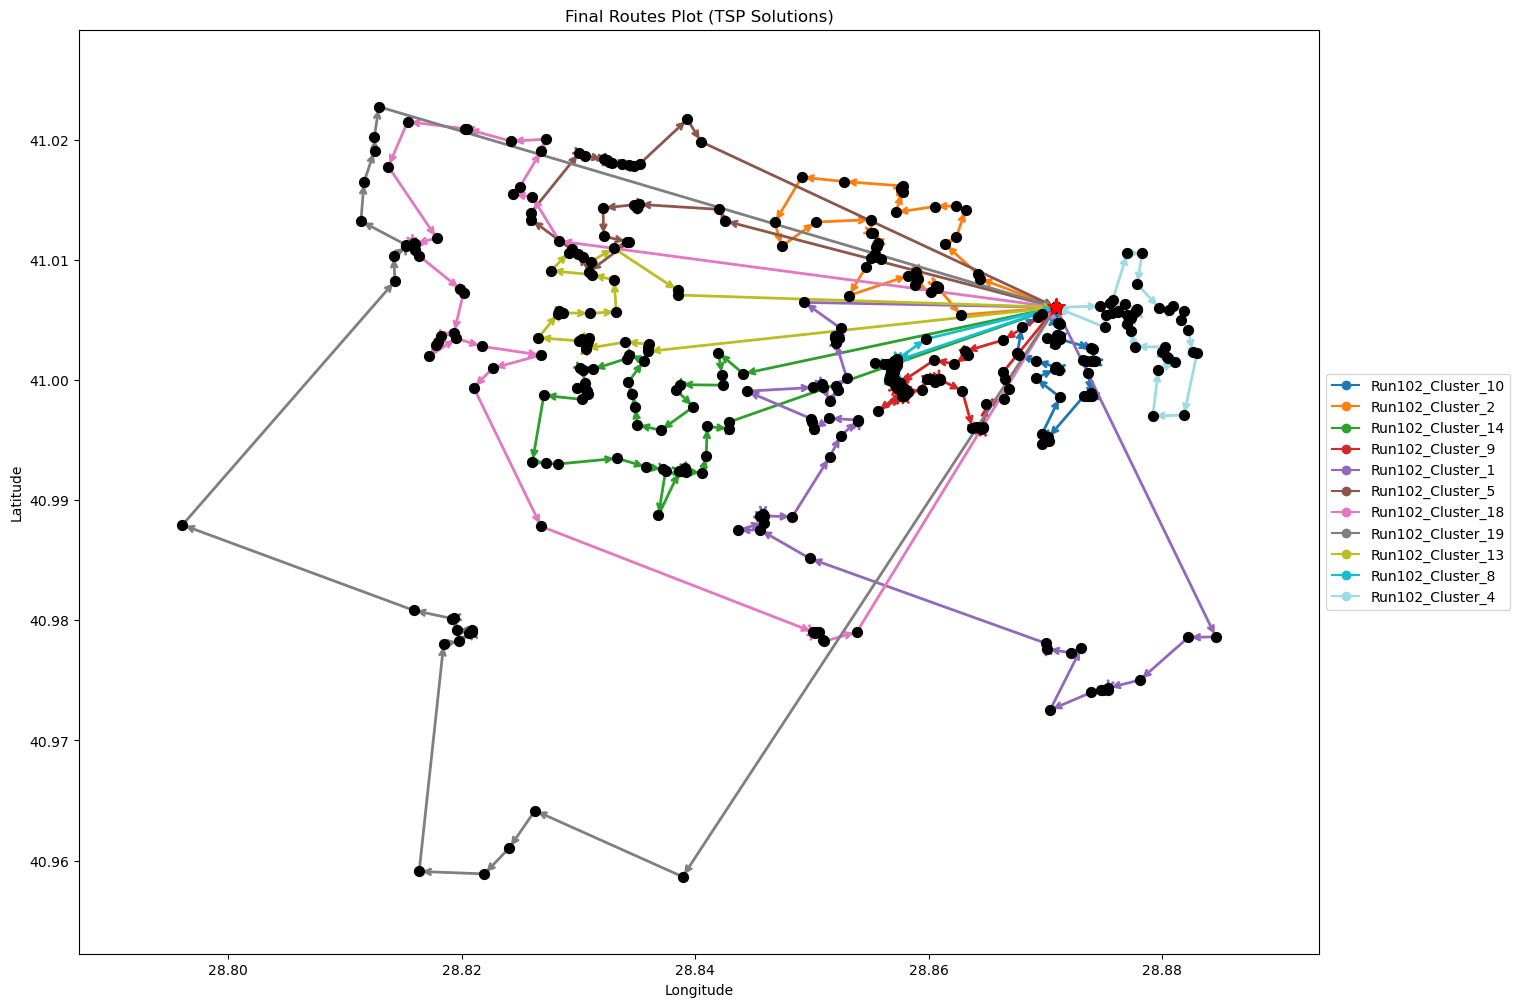 Final Routes Plot (TSP Solutions)
41.02
41.01
41.00
40.99
40.98
40.97
40.96
Latitude
28.80
28.82
28.84
28.86
28.88
Longitude
Run102_Cluster_10
Run102_Cluster_2
Run102_Cluster_14
Run102_Cluster_9
Run102_Cluster_1
Run102_Cluster_5
Run102_Cluster_18
Run102_Cluster_19
Run102_Cluster_13
Run102_Cluster_8
Run102_Cluster_4